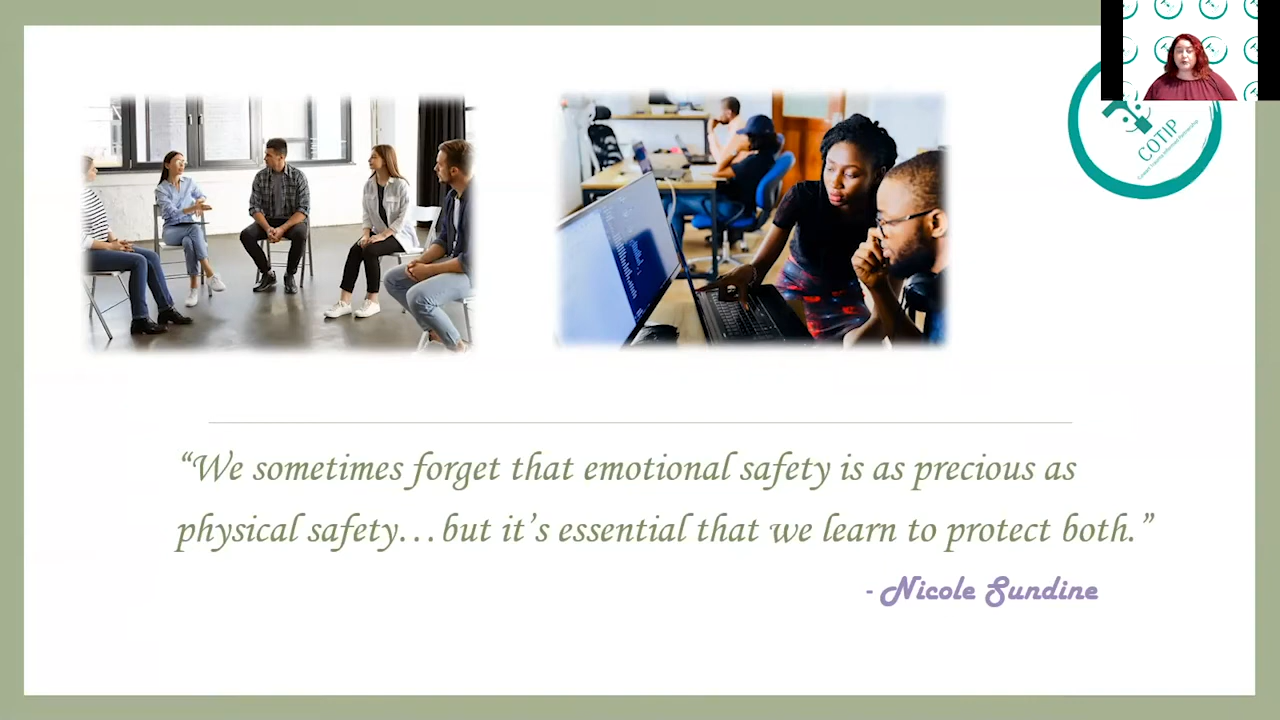 COTIP
“We sometimes forget that emotional safety is as precious as
physical safety…but it’s essential that we learn to protect both.”
- Nicole Sundine